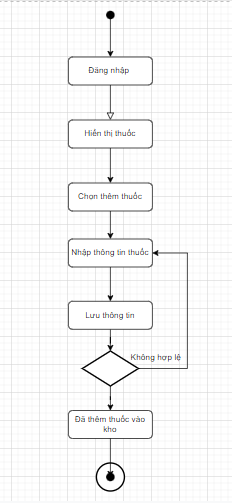 Đăng nhập
Hiển thị thuốc
Chọn thêm thuốc
Nhập thông tin thuốc
Lưu thông tin
Không hợp lệ
Đã thêm thuốc vào
kho